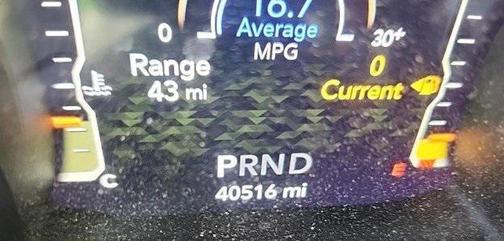 16.7
Average
MPG
0
30+
Range
43 mi
0
Current
C
E
PRND
40516 mi